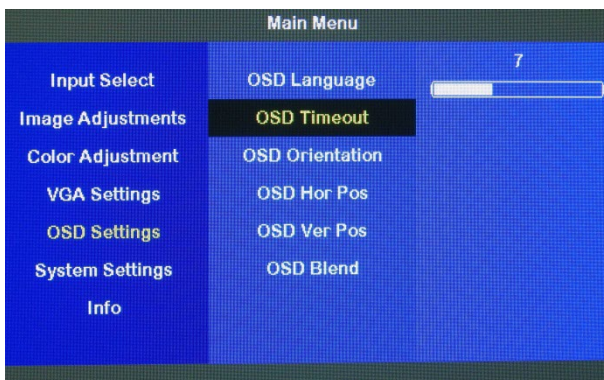 Main Menu
Input Select
Image Adjustments
Color Adjustment
VGA Settings
OSD Settings
System Settings
Info
OSD Language
OSD Timeout
OSD Orientation
OSD Hor Pos
OSD Ver Pos
OSD Blend
7